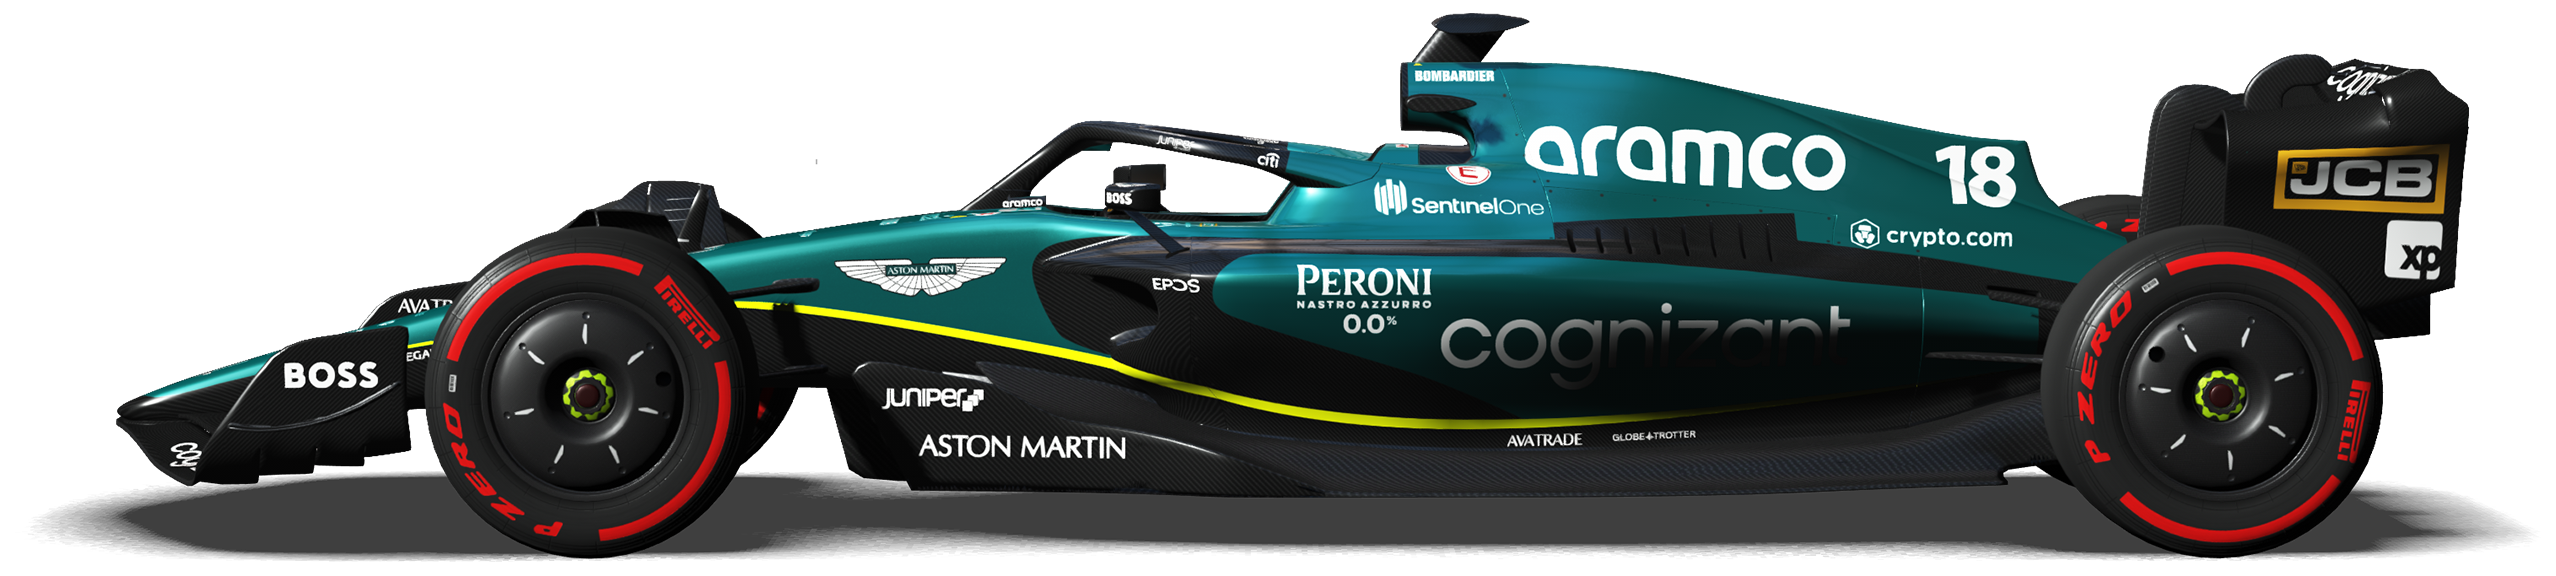 BOMBARDIER
JUNIPER
citi
aramco
18
SentinelOne
E
aramco
BOSS
crypto.com
JCB
xp
ASTON MARTIN
EPOS
PERONI
NASTRO AZZURRO
0.0%
cognizant
BOSS
PIRELLI
P ZERO
JUNIPER
ASTON MARTIN
AVATRADE
GLOBE-TROTTER
P ZERO
PIRELLI